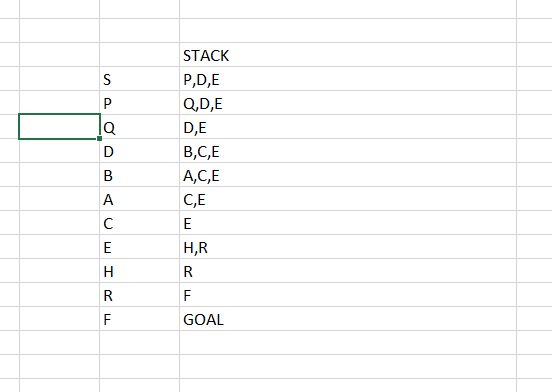 STACK
S P,D,E
P Q,D,E
Q D,E
D B,C,E
B A,C,E
A C,E
C E
E H,R
H R
R F
F GOAL